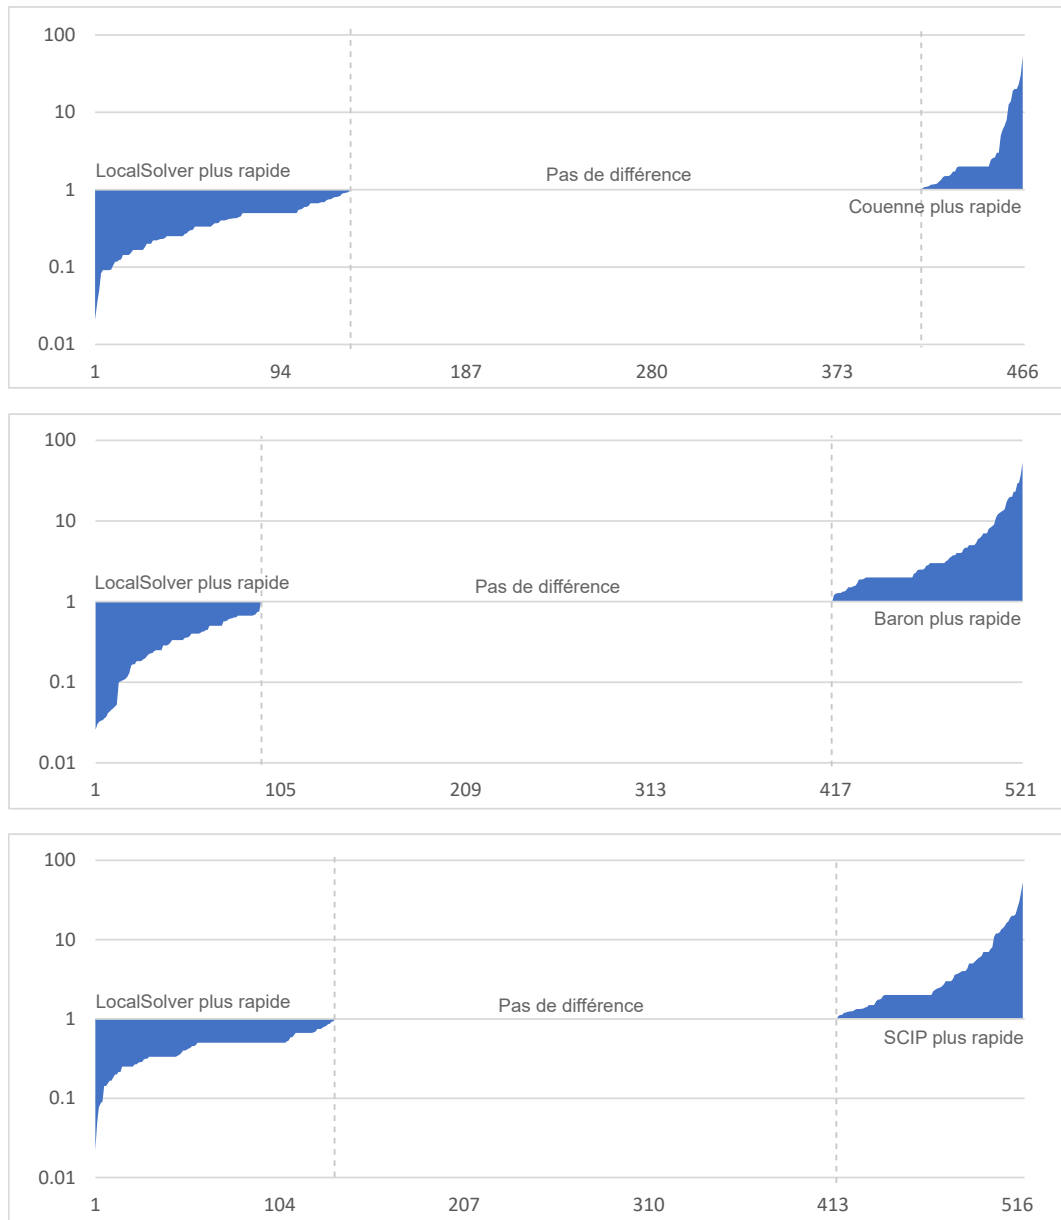 100
10
LocalSolver plus rapide
Pas de différence
1
Couenne plus rapide
0.1
0.01
1 94 187 280 373 466
100
10
LocalSolver plus rapide
Pas de différence
1
Baron plus rapide
0.1
0.01
1 105 209 313 417 521
100
10
LocalSolver plus rapide
Pas de différence
1
SCIP plus rapide
0.1
0.01
1 104 207 310 413 516